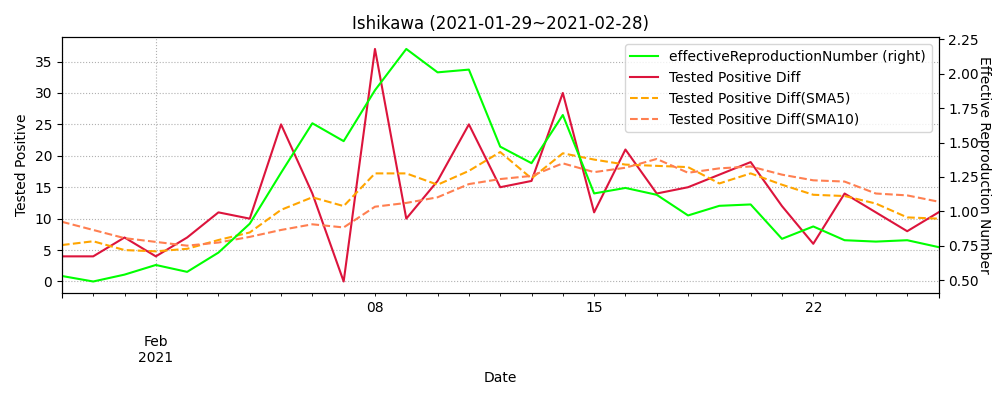 Ishikawa (2021-01-29~2021-02-28)
effectiveReproductionNumber (right)
Tested Positive Diff
Tested Positive Diff(SMA5)
Tested Positive Diff(SMA10)
Tested Positive
35
30
25
20
15
10
5
0
2.25
2.00
1.75
1.50
1.25
1.00
0.75
0.50
Effective Reproduction Number
08
15
22
Feb
2021
Date